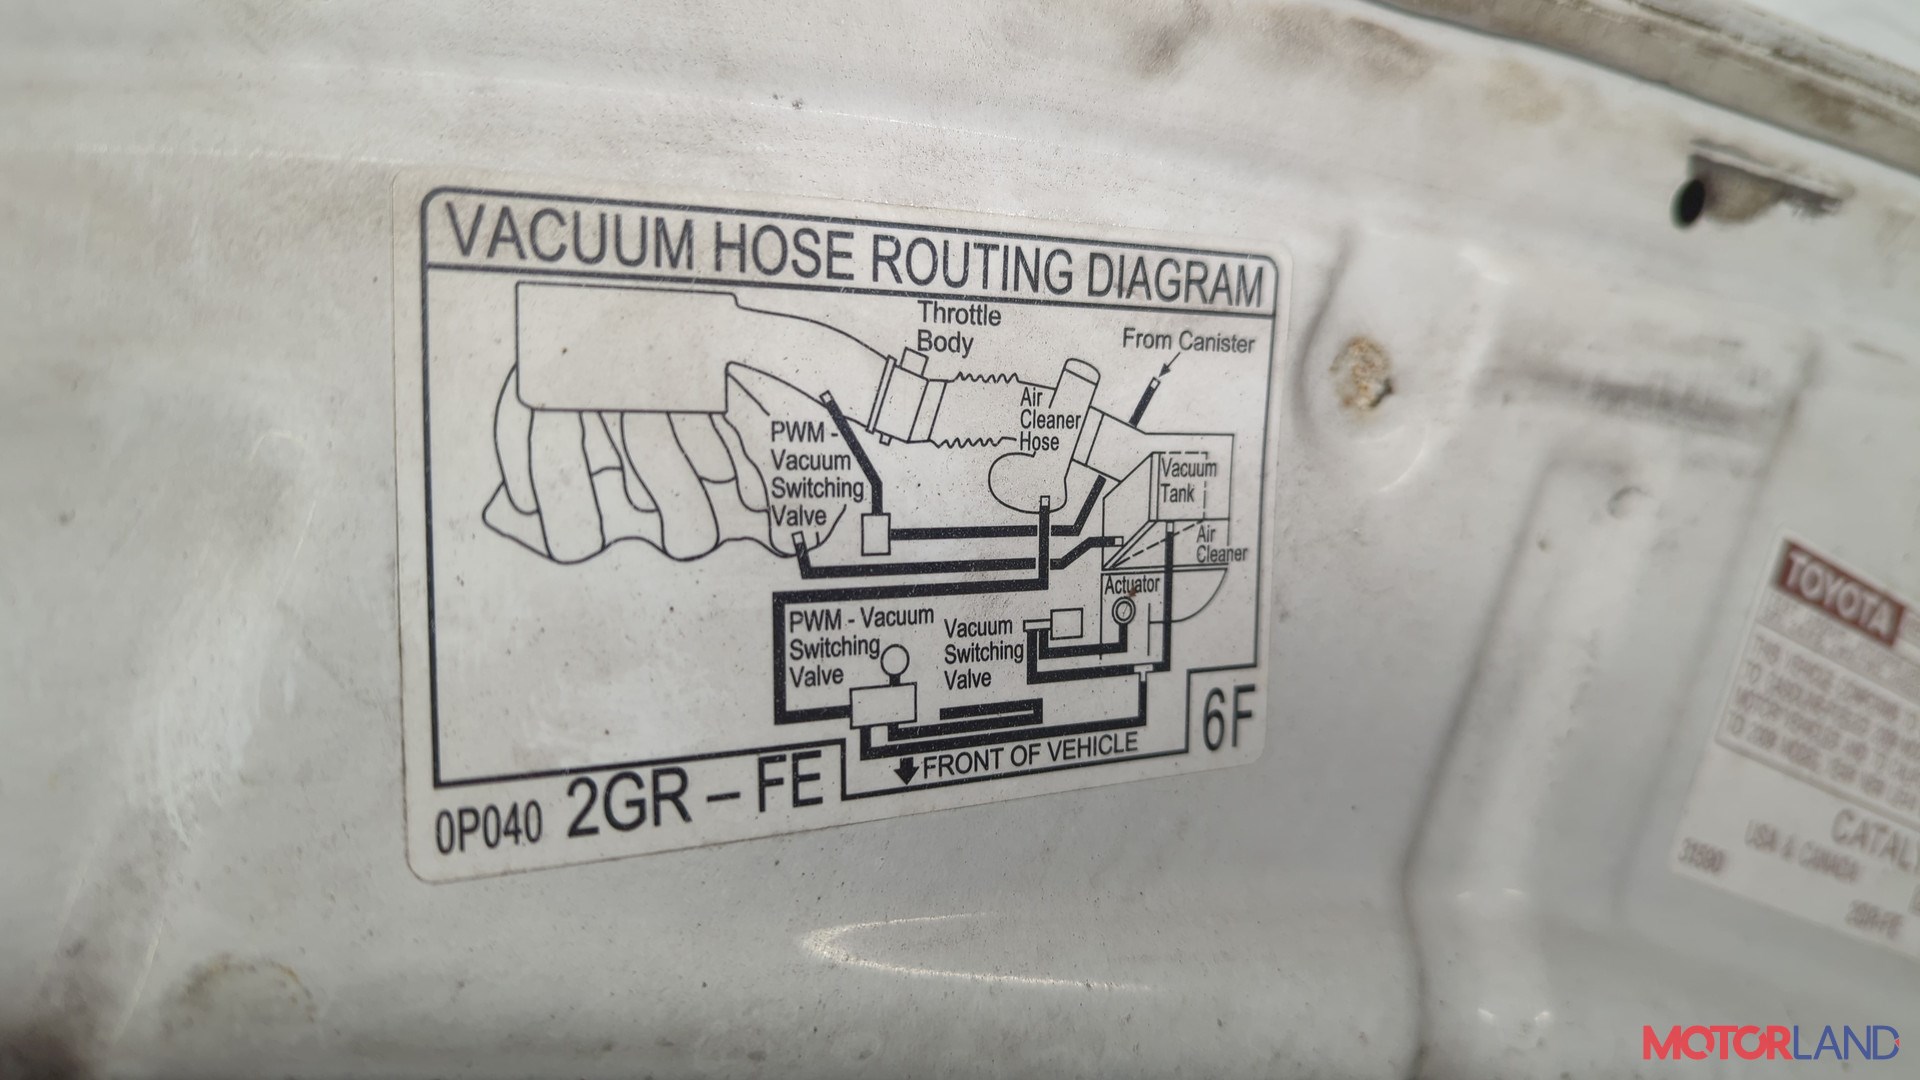 VACUUM HOSE ROUTING DIAGRAM
Throttle
Body
From Canister
Air
Cleaner
Hose
PWM -
Vacuum
Switching
Valve
Vacuum
Tank
Air
Cleaner
Actuator
PWM - Vacuum
Switching
Valve
Vacuum
Switching
Valve
6F
FRONT OF VEHICLE
0P040 2GR - FE
TOYOTA
CATAL
USA & CANADA
2GR-FE
MOTORLAND